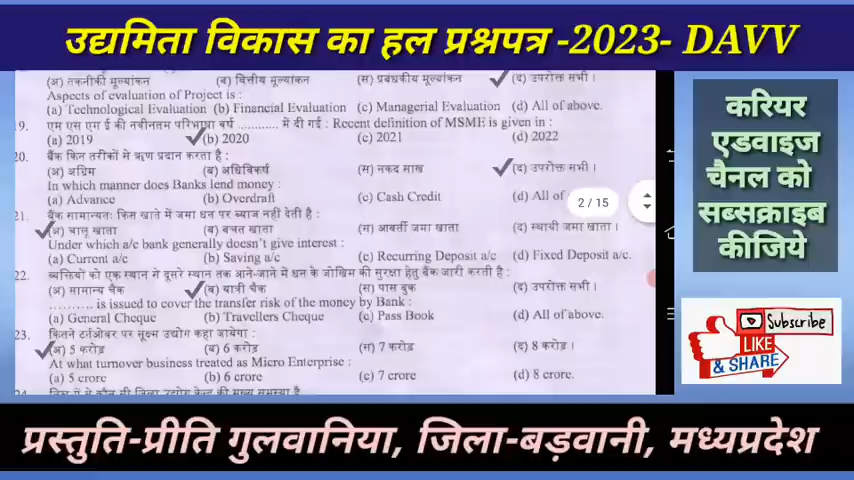 उद्यमिता विकास का हल प्रश्नपत्र -2023- DAVV
(अ) तकनीकी मूल्यांकन (ब) वित्तीय मूल्यांकन (स) प्रबंधकीय मूल्यांकन (द) उपरोक्त सभी ।
Aspects of evaluation of Project is :
(a) Technological Evaluation (b) Financial Evaluation (c) Managerial Evaluation (d) All of above.
19. एम एस एम ई की नवीनतम परिभाषा वर्ष ............ में दी गई : Recent definition of MSME is given in :
(a) 2019 (b) 2020 (c) 2021 (d) 2022
20. बैंक किन तरीकों में ऋण प्रदान करता है :
(अ) अग्रिम (ब) अधिविकर्ष (स) नकद साख (द) उपरोक्त सभी ।
In which manner does Banks lend money :
(a) Advance (b) Overdraft (c) Cash Credit (d) All of
2 / 15
21. बैंक सामान्यतः किस खाते में जमा धन पर ब्याज नहीं देती है :
(अ) चालू खाता (ब) बचत खाता (स) आवर्ती जमा खाता (द) स्थायी जमा खाता ।
Under which a/c bank generally doesn't give interest :
(a) Current a/c (b) Saving a/c (c) Recurring Deposit a/c (d) Fixed Deposit a/c.
22. व्यक्तियों को एक स्थान से दूसरे स्थान तक आने-जाने में धन के जोखिम की सुरक्षा हेतु बैंक जारी करती है :
(अ) सामान्य चैक (ब) यात्री चैक (स) पास बुक (द) उपरोक्त सभी ।
.......... is issued to cover the transfer risk of the money by Bank :
(a) General Cheque (b) Travellers Cheque (c) Pass Book (d) All of above.
23. कितने टर्नओवर पर सूक्ष्म उद्योग कहा जायेगा :
(अ) 5 करोड़ (ब) 6 करोड़ (स) 7 करोड़ (द) 8 करोड़ ।
At what turnover business treated as Micro Enterprise :
(a) 5 crore (b) 6 crore (c) 7 crore (d) 8 crore.
करियर
एडवाइज
चैनल को
सब्सक्राइब
कीजिये
Subscribe
LIKE
& SHARE
प्रस्तुति-प्रीति गुलवानिया, जिला-बड़वानी, मध्यप्रदेश